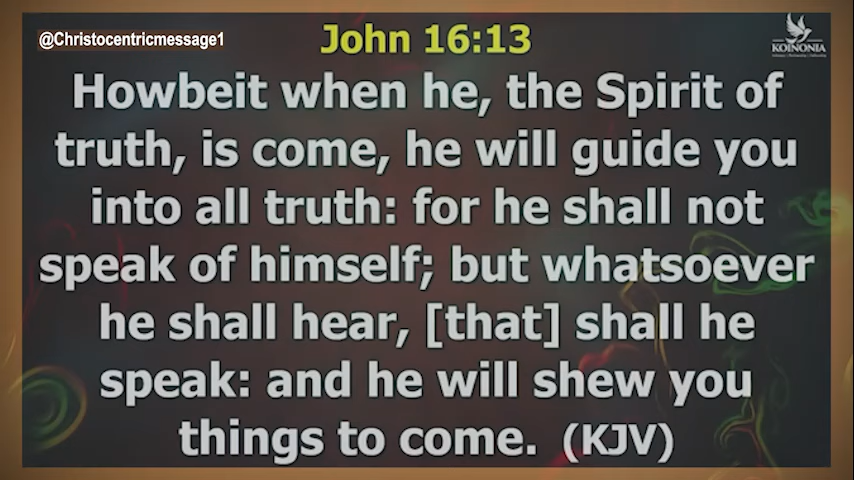 @Christocentricmessage1
John 16:13
KOINONIA
Howbeit when he, the Spirit of
truth, is come, he will guide you
into all truth: for he shall not
speak of himself; but whatsoever
he shall hear, [that] shall he
speak: and he will shew you
things to come. (KJV)